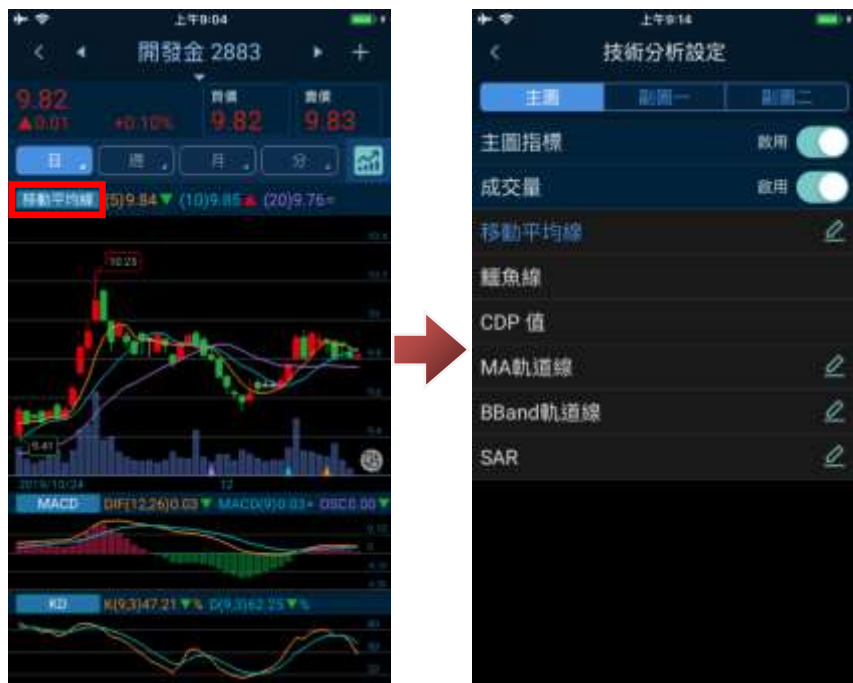 上午9:04
開發金 2883
9.82
買價
賣價
▲0.01 +0.10% 9.82 9.83
日 週 月 分
移動平均線 (5)9.84▼ (10)9.85▲ (20)9.76=
10.25
9.41
2019/10/24 12
MACD DIF(12,26)0.03▼ MACD(9)0.03= OSC0.00▼
KD K(9,3)47.21▼% D(9,3)62.25▼%
上午9:14
技術分析設定
主圖 副圖一 副圖二
主圖指標 啟用
成交量 啟用
移動平均線
鱷魚線
CDP 值
MA軌道線
BBand軌道線
SAR